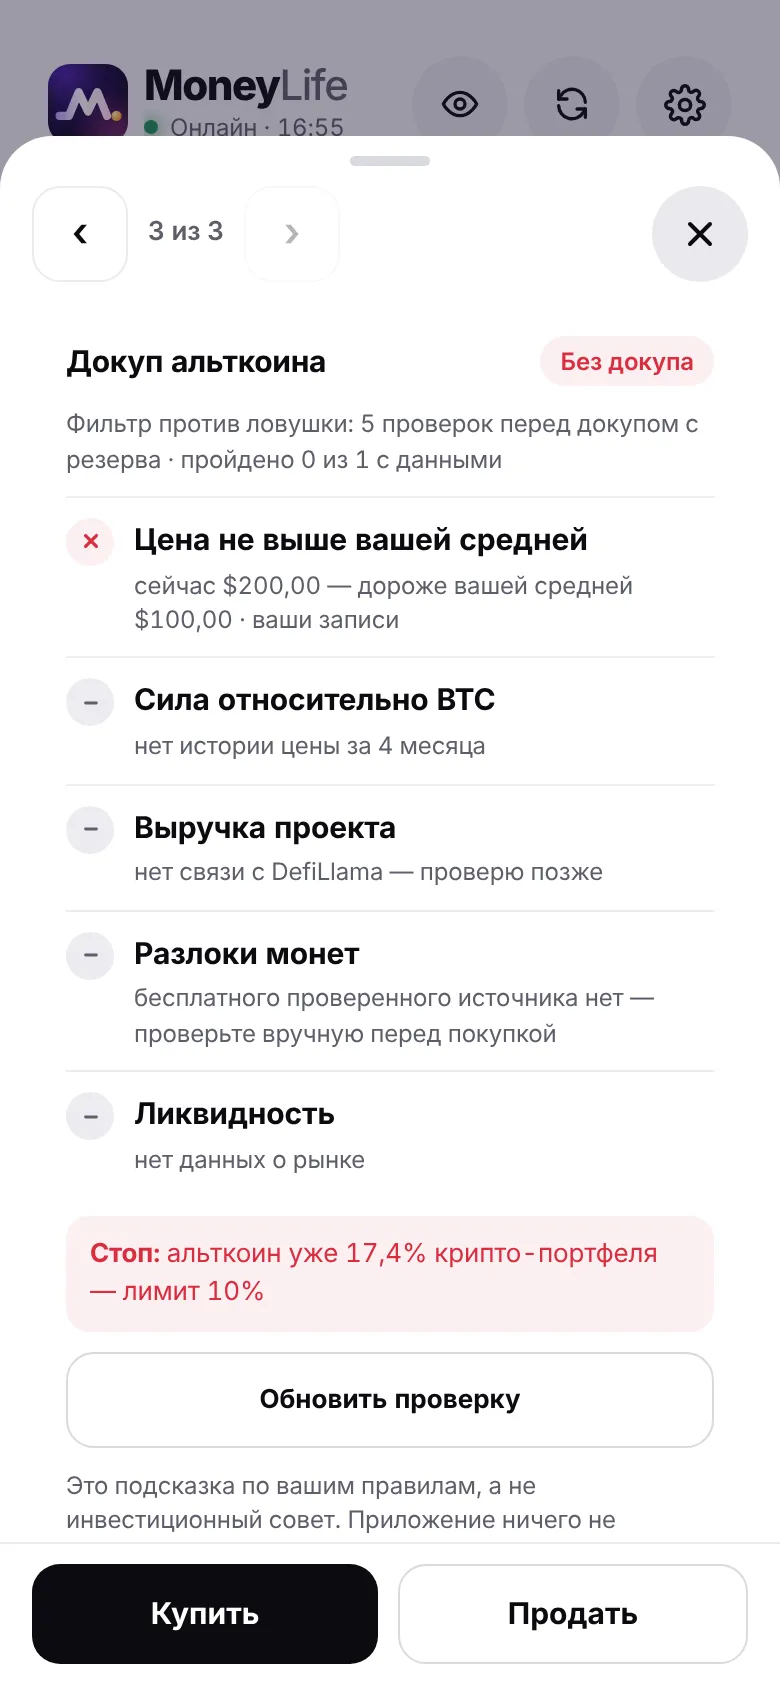 MoneyLife
Онлайн · 16:55
3 из 3
Докуп альткоина
Без докупа
Фильтр против ловушки: 5 проверок перед докупом с
резерва · пройдено 0 из 1 с данными
Цена не выше вашей средней
сейчас $200,00 — дороже вашей средней
$100,00 · ваши записи
Сила относительно BTC
нет истории цены за 4 месяца
Выручка проекта
нет связи с DefiLlama — проверю позже
Разлоки монет
бесплатного проверенного источника нет —
проверьте вручную перед покупкой
Ликвидность
нет данных о рынке
Стоп: альткоин уже 17,4% крипто-портфеля
— лимит 10%
Обновить проверку
Это подсказка по вашим правилам, а не
инвестиционный совет. Приложение ничего не
Купить
Продать